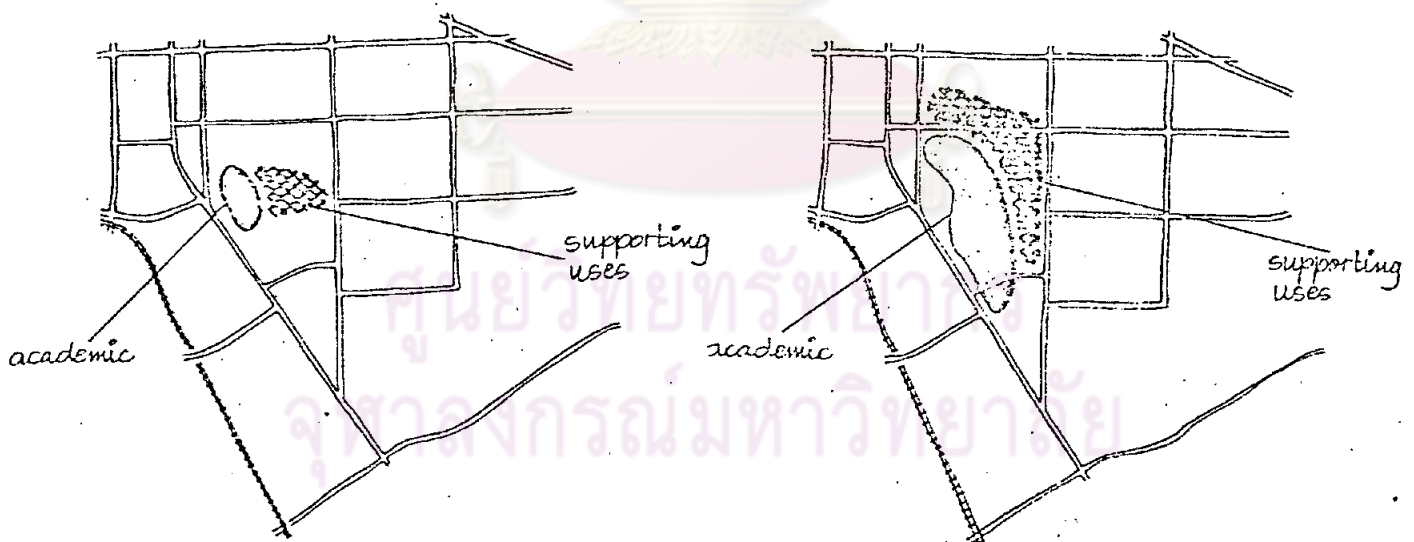 supporting
uses
academic
supporting
uses
academic
ศูนย์วิทยทรัพยากร
จุฬาลงกรณ์มหาวิทยาลัย